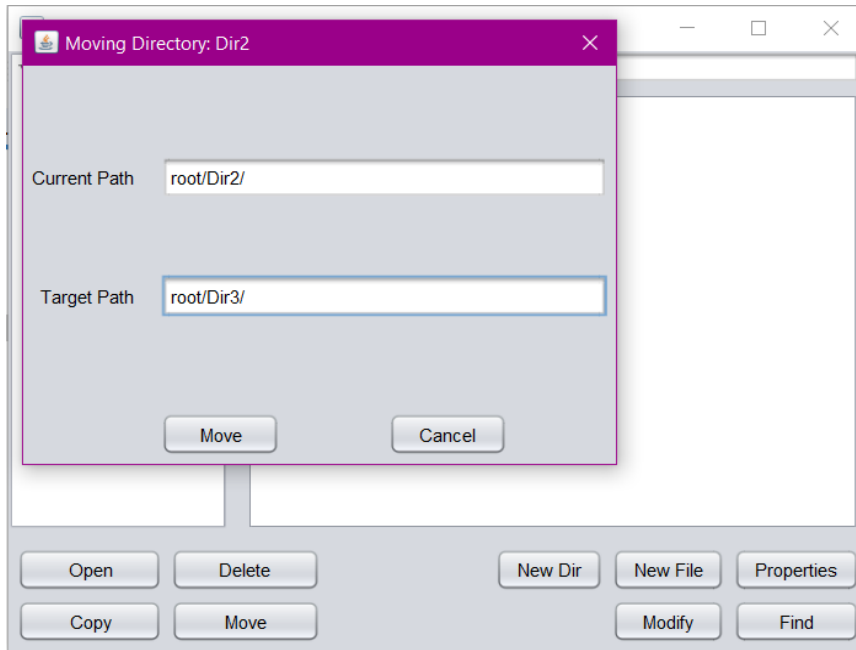 Moving Directory: Dir2
Current Path root/Dir2/
Target Path root/Dir3/
Move Cancel
Open Delete New Dir New File Properties
Copy Move Modify Find